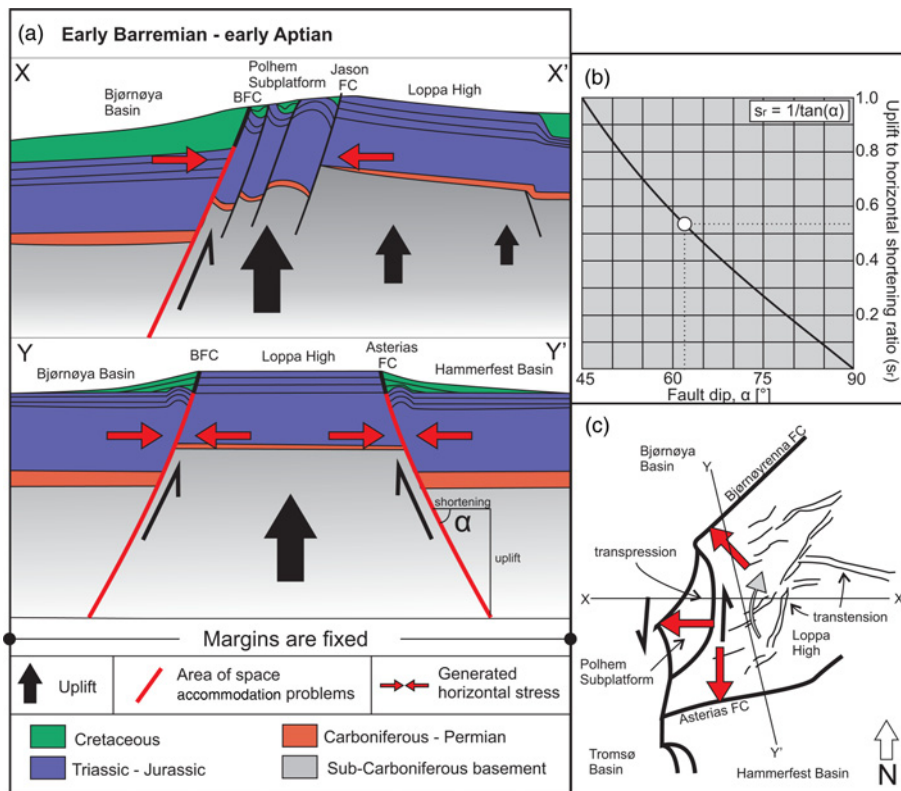 (a) Early Barremian - early Aptian
X
X'
Bjørnøya
Basin
BFC
Polhem
Subplatform
Jason
FC
Loppa High
Y
Y'
Bjørnøya Basin
BFC
Loppa High
Asterias
FC
Hammerfest Basin
shortening
α
uplift
Margins are fixed
Uplift
Area of space
accommodation problems
Generated
horizontal stress
Cretaceous
Carboniferous - Permian
Triassic - Jurassic
Sub-Carboniferous basement
(b)
sr = 1/tan(α)
1.0
0.8
0.6
0.4
0.2
Uplift to horizontal shortening ratio (sr)
45
60
75
90
Fault dip, α [°]
(c)
Bjørnøya
Basin
Y
Bjørnøyrenna FC
transpression
X
X'
transtension
Loppa
High
Polhem
Subplatform
Asterias FC
Tromsø
Basin
Y'
Hammerfest Basin
N